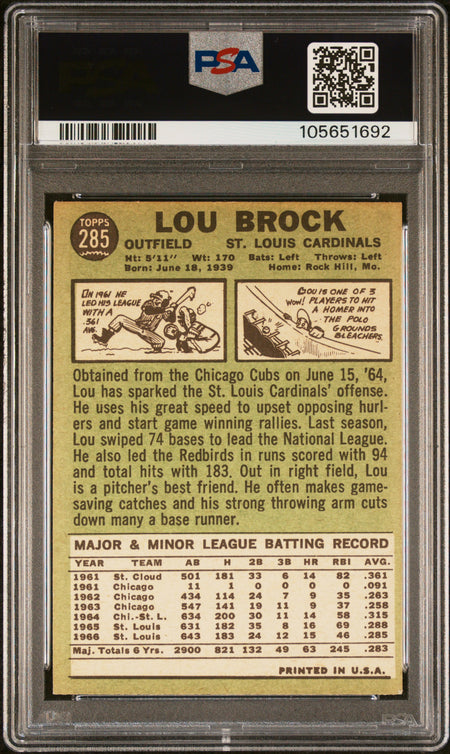 PSA
105651692
TOPPS
285
LOU BROCK
OUTFIELD ST. LOUIS CARDINALS
Ht: 5'11" Wt: 170 Bats: Left Throws: Left
Born: June 18, 1939 Home: Rock Hill, Mo.
IN 1961 HE
LED HIS LEAGUE
WITH A
.361
AVE.
LOU IS ONE OF 3
PLAYERS TO HIT
A HOMER INTO
THE POLO
GROUNDS
BLEACHERS.
WOW!
Obtained from the Chicago Cubs on June 15, '64,
Lou has sparked the St. Louis Cardinals' offense.
He uses his great speed to upset opposing hurl-
ers and start game winning rallies. Last season,
Lou swiped 74 bases to lead the National League.
He also led the Redbirds in runs scored with 94
and total hits with 183. Out in right field, Lou
is a pitcher's best friend. He often makes game-
saving catches and his strong throwing arm cuts
down many a base runner.
MAJOR & MINOR LEAGUE BATTING RECORD
YEAR TEAM AB H 2B 3B HR RBI AVG.
1961 St. Cloud 501 181 33 6 14 82 .361
1961 Chicago 11 1 0 0 0 0 .091
1962 Chicago 434 114 24 7 9 35 .263
1963 Chicago 547 141 19 11 9 37 .258
1964 Chi.-St. L. 634 200 30 11 14 58 .315
1965 St. Louis 631 182 35 8 16 69 .288
1966 St. Louis 643 183 24 12 15 46 .285
Maj. Totals 6 Yrs. 2900 821 132 49 63 245 .283
PRINTED IN U.S.A.